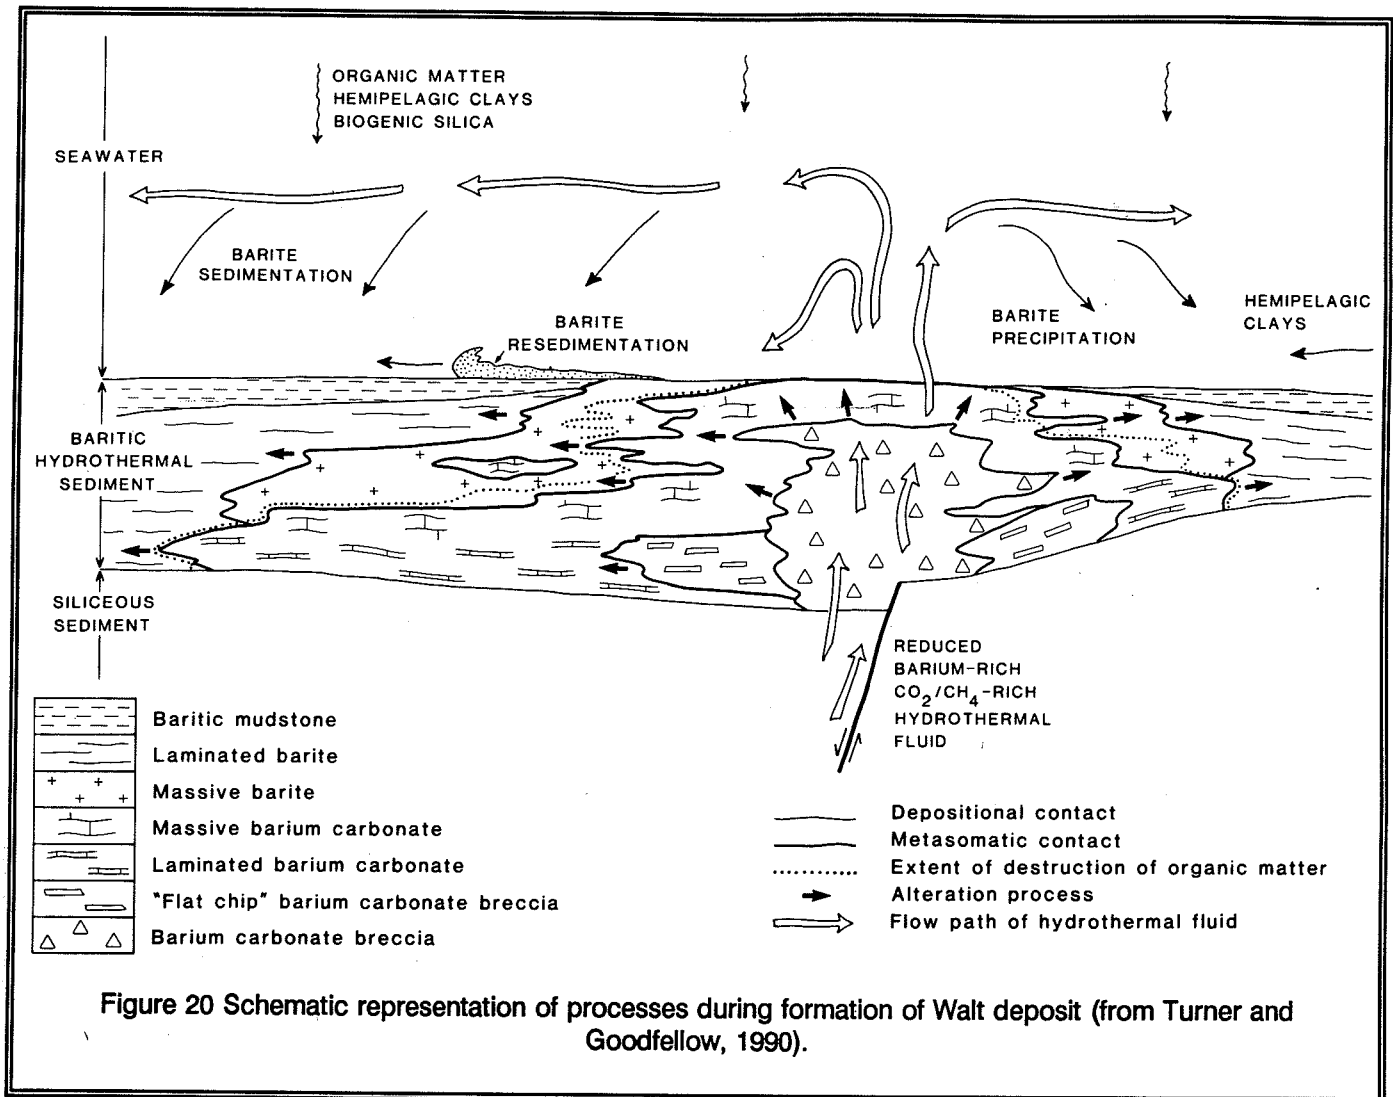 ORGANIC MATTER
HEMIPELAGIC CLAYS
BIOGENIC SILICA
SEAWATER
BARITE
SEDIMENTATION
BARITE
RESEDIMENTATION
BARITE
PRECIPITATION
HEMIPELAGIC
CLAYS
BARITIC
HYDROTHERMAL
SEDIMENT
SILICEOUS
SEDIMENT
REDUCED
BARIUM-RICH
CO2/CH4-RICH
HYDROTHERMAL
FLUID
Baritic mudstone
Laminated barite
Massive barite
Massive barium carbonate
Laminated barium carbonate
"Flat chip" barium carbonate breccia
Barium carbonate breccia
Depositional contact
Metasomatic contact
Extent of destruction of organic matter
Alteration process
Flow path of hydrothermal fluid
Figure 20 Schematic representation of processes during formation of Walt deposit (from Turner and
Goodfellow, 1990).